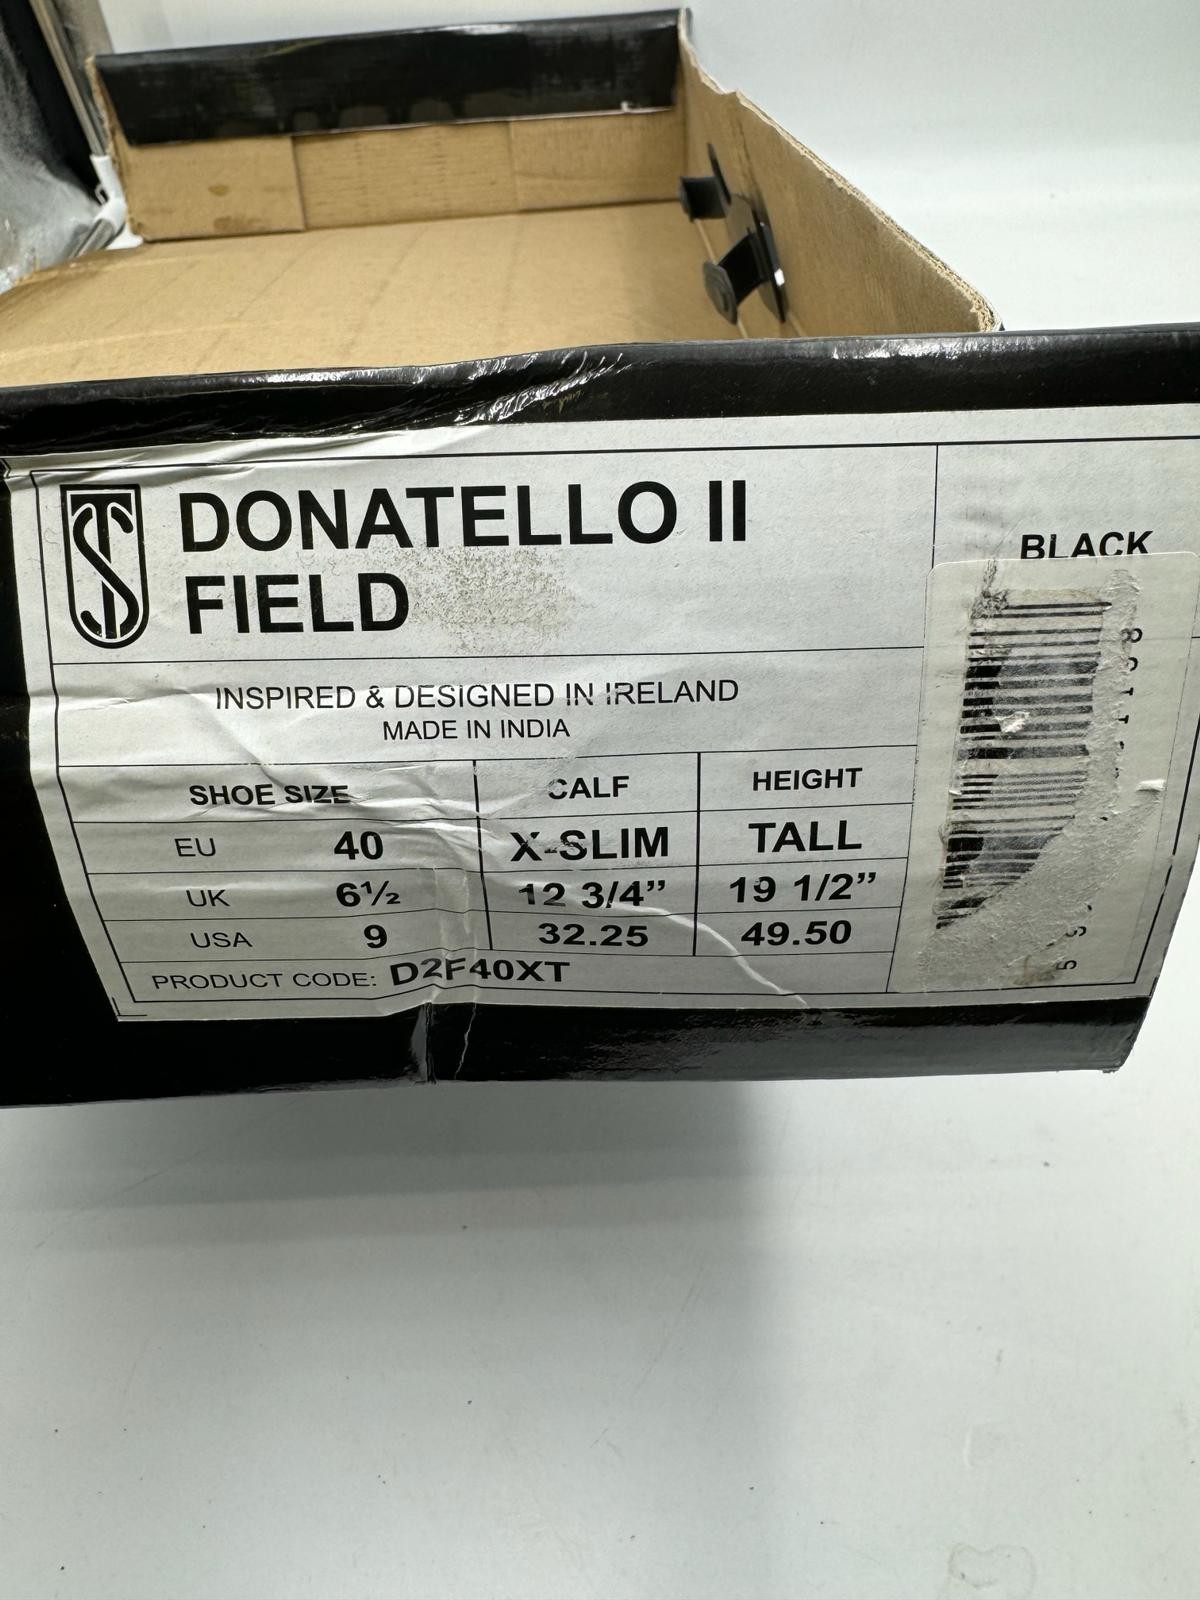 TS
DONATELLO II
FIELD
BLACK
INSPIRED & DESIGNED IN IRELAND
MADE IN INDIA
SHOE SIZE CALF HEIGHT
EU 40 X-SLIM TALL
UK 6½ 12 3/4” 19 1/2”
USA 9 32.25 49.50
PRODUCT CODE: D2F40XT